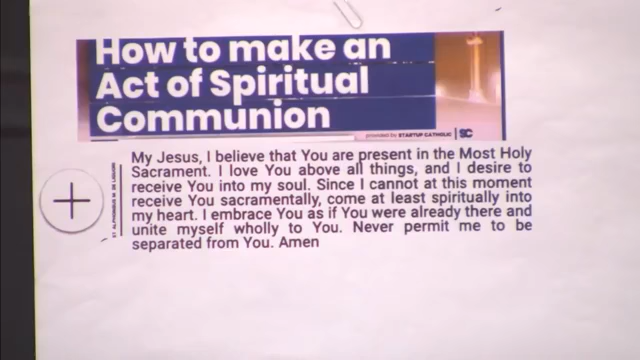 How to make an
Act of Spiritual
Communion
provided by STARTUP CATHOLIC | SC
My Jesus, I believe that You are present in the Most Holy
Sacrament. I love You above all things, and I desire to
receive You into my soul. Since I cannot at this moment
receive You sacramentally, come at least spiritually into
my heart. I embrace You as if You were already there and
unite myself wholly to You. Never permit me to be
separated from You. Amen
ST. ALPHONSUS M. DE LIGUORI